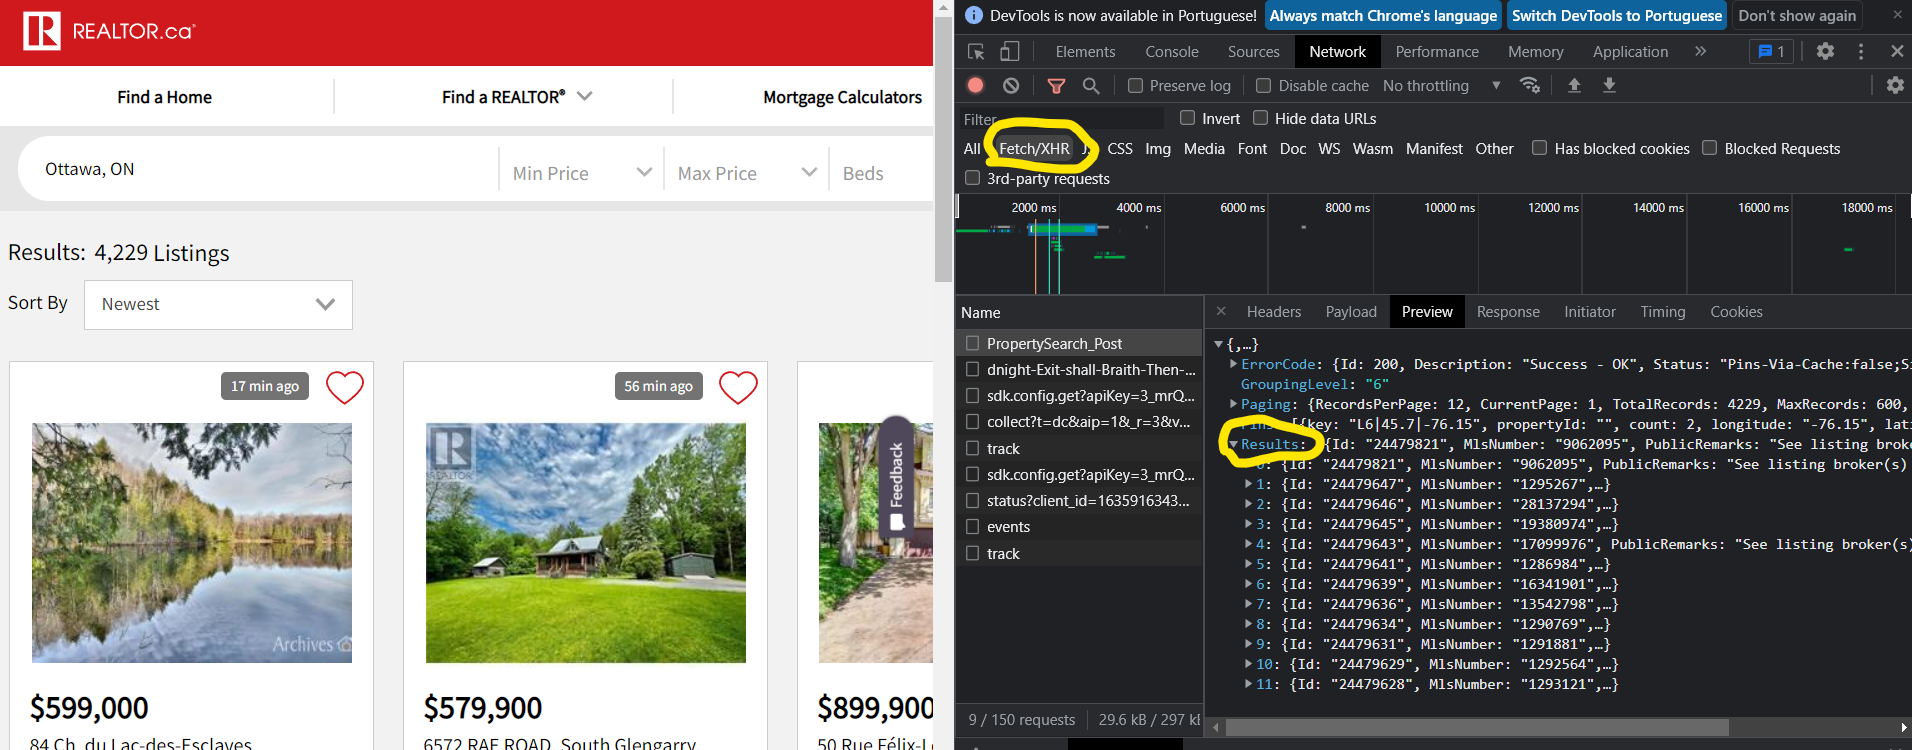 REALTOR.ca
Find a Home
Find a REALTOR®
Mortgage Calculators
Ottawa, ON
Min Price
Max Price
Beds
Results: 4,229 Listings
Sort By
Newest
17 min ago
56 min ago
REALTOR
Archives
Feedback
$599,000
$579,900
$899,900
84 Ch. du Lac-des-Esclaves
6572 RAE ROAD, South Glengarry
50 Rue Félix-L
DevTools is now available in Portuguese!
Always match Chrome's language
Switch DevTools to Portuguese
Don't show again
Elements
Console
Sources
Network
Performance
Memory
Application
1
Preserve log
Disable cache
No throttling
Filter
Invert
Hide data URLs
All
Fetch/XHR
CSS
Img
Media
Font
Doc
WS
Wasm
Manifest
Other
Has blocked cookies
Blocked Requests
3rd-party requests
2000 ms
4000 ms
6000 ms
8000 ms
10000 ms
12000 ms
14000 ms
16000 ms
18000 ms
Name
PropertySearch_Post
dnight-Exit-shall-Braith-Then-...
sdk.config.get?apiKey=3_mrQ...
collect?t=dc&aip=1&_r=3&v...
track
sdk.config.get?apiKey=3_mrQ...
status?client_id=1635916343...
events
track
9 / 150 requests
29.6 kB / 297 kB
Headers
Payload
Preview
Response
Initiator
Timing
Cookies
{,…}
ErrorCode: {Id: 200, Description: "Success - OK", Status: "Pins-Via-Cache:false;Si
GroupingLevel: "6"
Paging: {RecordsPerPage: 12, CurrentPage: 1, TotalRecords: 4229, MaxRecords: 600,
[{key: "L6|45.7|-76.15", propertyId: "", count: 2, longitude: "-76.15", lati
Results: [{Id: "24479821", MlsNumber: "9062095", PublicRemarks: "See listing broke
0: {Id: "24479821", MlsNumber: "9062095", PublicRemarks: "See listing broker(s)
1: {Id: "24479647", MlsNumber: "1295267",…}
2: {Id: "24479646", MlsNumber: "28137294",…}
3: {Id: "24479645", MlsNumber: "19380974",…}
4: {Id: "24479643", MlsNumber: "17099976", PublicRemarks: "See listing broker(s)
5: {Id: "24479641", MlsNumber: "1286984",…}
6: {Id: "24479639", MlsNumber: "16341901",…}
7: {Id: "24479636", MlsNumber: "13542798",…}
8: {Id: "24479634", MlsNumber: "1290769",…}
9: {Id: "24479631", MlsNumber: "1291881",…}
10: {Id: "24479629", MlsNumber: "1292564",…}
11: {Id: "24479628", MlsNumber: "1293121",…}